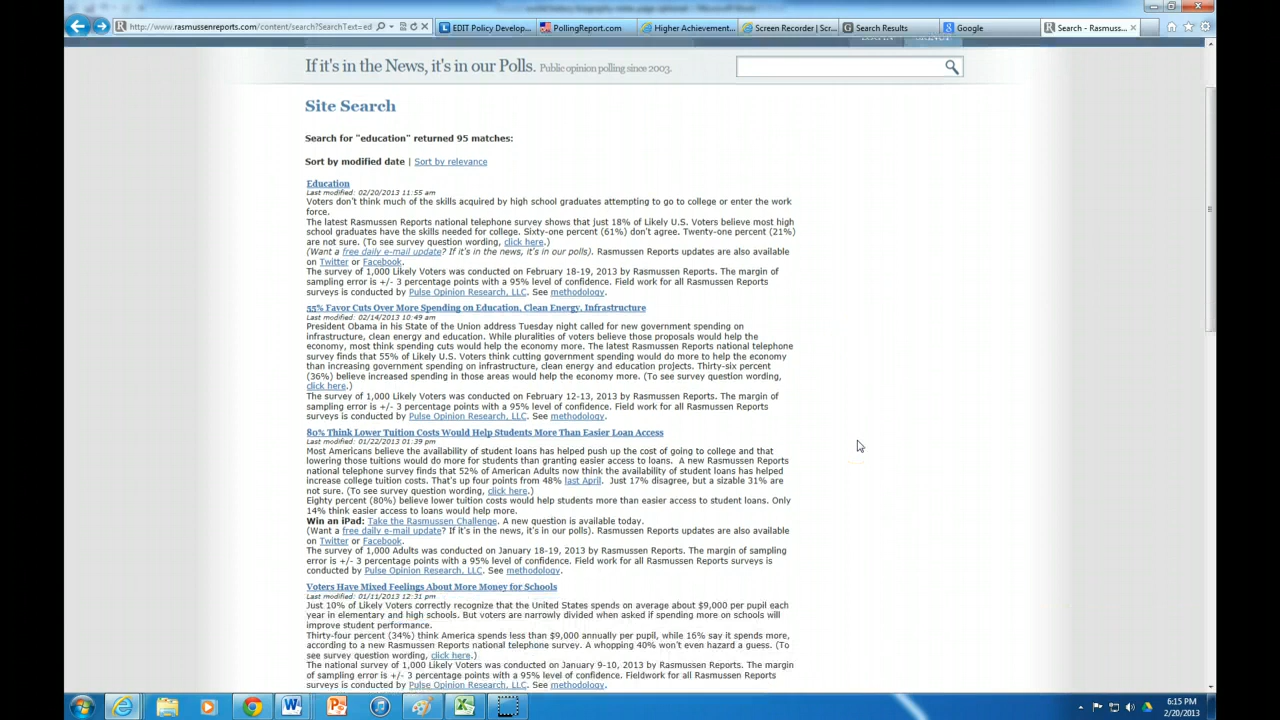 http://www.rasmussenreports.com/content/search?SearchText=ed
EDIT Policy Develop...
PollingReport.com
Higher Achievement...
Screen Recorder | Scr...
Search Results
Google
Search - Rasmuss...
If it's in the News, it's in our Polls. Public opinion polling since 2003.
Site Search
Search for "education" returned 95 matches:
Sort by modified date | Sort by relevance
Education
Last modified: 02/20/2013 11:55 am
Voters don't think much of the skills acquired by high school graduates attempting to go to college or enter the work
force.
The latest Rasmussen Reports national telephone survey shows that just 18% of Likely U.S. Voters believe most high
school graduates have the skills needed for college. Sixty-one percent (61%) don't agree. Twenty-one percent (21%)
are not sure. (To see survey question wording, click here.)
(Want a free daily e-mail update? If it's in the news, it's in our polls). Rasmussen Reports updates are also available
on Twitter or Facebook.
The survey of 1,000 Likely Voters was conducted on February 18-19, 2013 by Rasmussen Reports. The margin of
sampling error is +/- 3 percentage points with a 95% level of confidence. Field work for all Rasmussen Reports
surveys is conducted by Pulse Opinion Research, LLC. See methodology.
55% Favor Cuts Over More Spending on Education, Clean Energy, Infrastructure
Last modified: 02/14/2013 10:49 am
President Obama in his State of the Union address Tuesday night called for new government spending on
infrastructure, clean energy and education. While pluralities of voters believe those proposals would help the
economy, most think spending cuts would help the economy more. The latest Rasmussen Reports national telephone
survey finds that 55% of Likely U.S. Voters think cutting government spending would do more to help the economy
than increasing government spending on infrastructure, clean energy and education projects. Thirty-six percent
(36%) believe increased spending in those areas would help the economy more. (To see survey question wording,
click here.)
The survey of 1,000 Likely Voters was conducted on February 12-13, 2013 by Rasmussen Reports. The margin of
sampling error is +/- 3 percentage points with a 95% level of confidence. Field work for all Rasmussen Reports
surveys is conducted by Pulse Opinion Research, LLC. See methodology.
80% Think Lower Tuition Costs Would Help Students More Than Easier Loan Access
Last modified: 01/22/2013 01:39 pm
Most Americans believe the availability of student loans has helped push up the cost of going to college and that
lowering those tuitions would do more for students than granting easier access to loans. A new Rasmussen Reports
national telephone survey finds that 52% of American Adults now think the availability of student loans has helped
increase college tuition costs. That's up four points from 48% last April. Just 17% disagree, but a sizable 31% are
not sure. (To see survey question wording, click here.)
Eighty percent (80%) believe lower tuition costs would help students more than easier access to student loans. Only
14% think easier access to loans would help more.
Win an iPad: Take the Rasmussen Challenge. A new question is available today.
(Want a free daily e-mail update? If it's in the news, it's in our polls). Rasmussen Reports updates are also available
on Twitter or Facebook.
The survey of 1,000 Adults was conducted on January 18-19, 2013 by Rasmussen Reports. The margin of sampling
error is +/- 3 percentage points with a 95% level of confidence. Field work for all Rasmussen Reports surveys is
conducted by Pulse Opinion Research, LLC. See methodology.
Voters Have Mixed Feelings About More Money for Schools
Last modified: 01/11/2013 12:31 pm
Just 10% of Likely Voters correctly recognize that the United States spends on average about $9,000 per pupil each
year in elementary and high schools. But voters are narrowly divided when asked if spending more on schools will
improve student performance.
Thirty-four percent (34%) think America spends less than $9,000 annually per pupil, while 16% say it spends more,
according to a new Rasmussen Reports national telephone survey. A whopping 40% won't even hazard a guess. (To
see survey question wording, click here.)
The national survey of 1,000 Likely Voters was conducted on January 9-10, 2013 by Rasmussen Reports. The margin
of sampling error is +/- 3 percentage points with a 95% level of confidence. Fieldwork for all Rasmussen Reports
surveys is conducted by Pulse Opinion Research, LLC. See methodology.
6:15 PM
2/20/2013